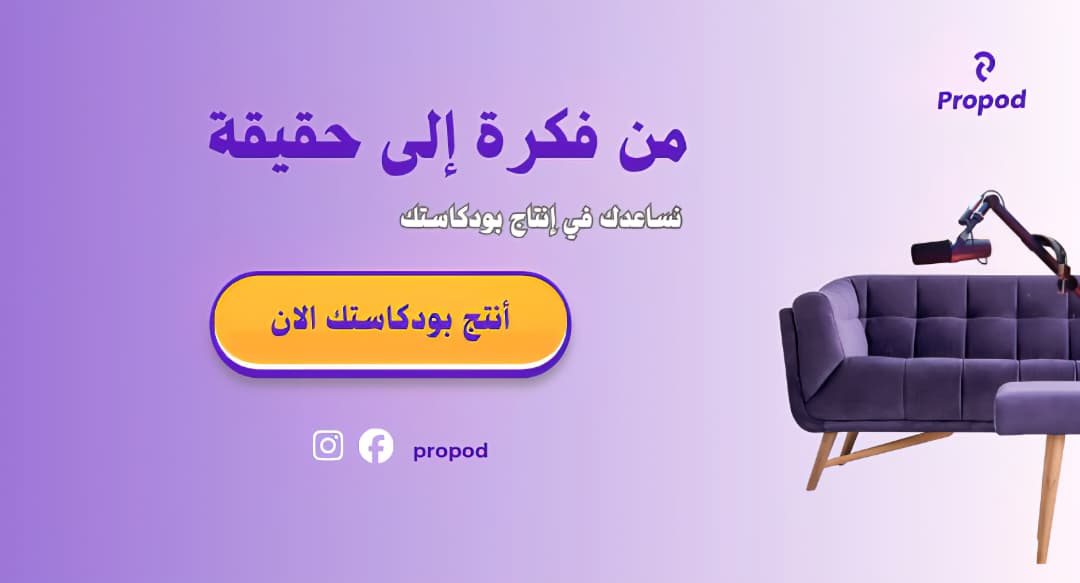 Propod
من فكرة إلى حقيقة
نساعدك في إنتاج بودكاستك
أنتج بودكاستك الان
propod